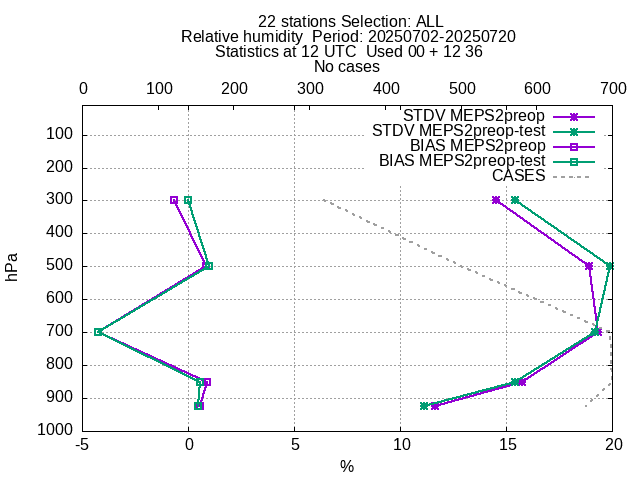 22 stations Selection: ALL
Relative humidity  Period: 20250702-20250720
Statistics at 12 UTC  Used 00 + 12 36
No cases
0 100 200 300 400 500 600 700
STDV MEPS2preop
STDV MEPS2preop-test
BIAS MEPS2preop
BIAS MEPS2preop-test
CASES
100
200
300
400
500
600
700
800
900
1000
hPa
-5 0 5 10 15 20
%